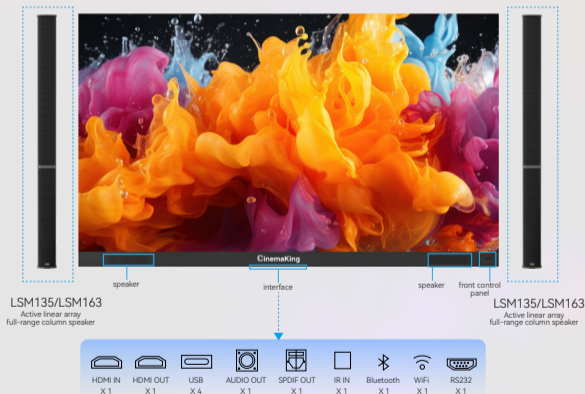 CinemaKing
speaker
interface
speaker
front control
panel
LSM135/LSM163
Active linear array
full-range column speaker
LSM135/LSM163
Active linear array
full-range column speaker
HDMI IN
X 1
HDMI OUT
X 1
USB
X 4
AUDIO OUT
X 1
SPDIF OUT
X 1
IR IN
X 1
Bluetooth
X 1
WiFi
X 1
RS232
X 1